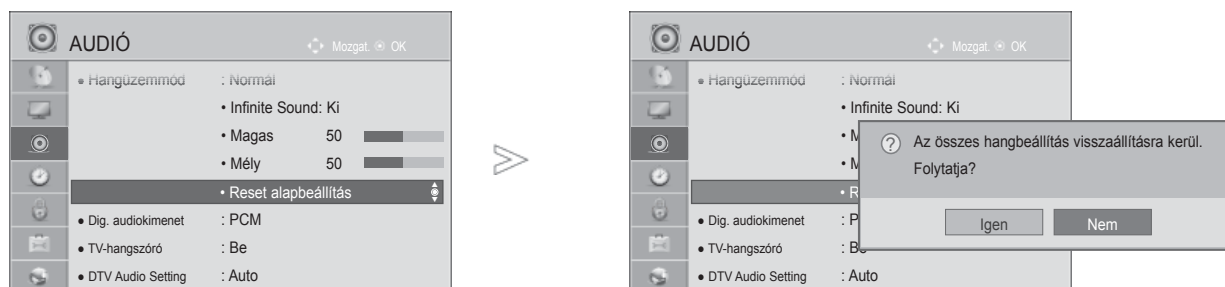 AUDIÓ
Mozgat. OK
• Hangüzemmód : Normál
• Infinite Sound: Ki
• Magas 50
• Mély 50
• Reset alapbeállítás
• Dig. audiokimenet : PCM
• TV-hangszóró : Be
• DTV Audio Setting : Auto
AUDIÓ
Mozgat. OK
• Hangüzemmód : Normál
• Infinite Sound: Ki
• M
• M
• R
• Dig. audiokimenet : P
• TV-hangszóró : Be
• DTV Audio Setting : Auto
Az összes hangbeállítás visszaállításra kerül.
Folytatja?
Igen Nem